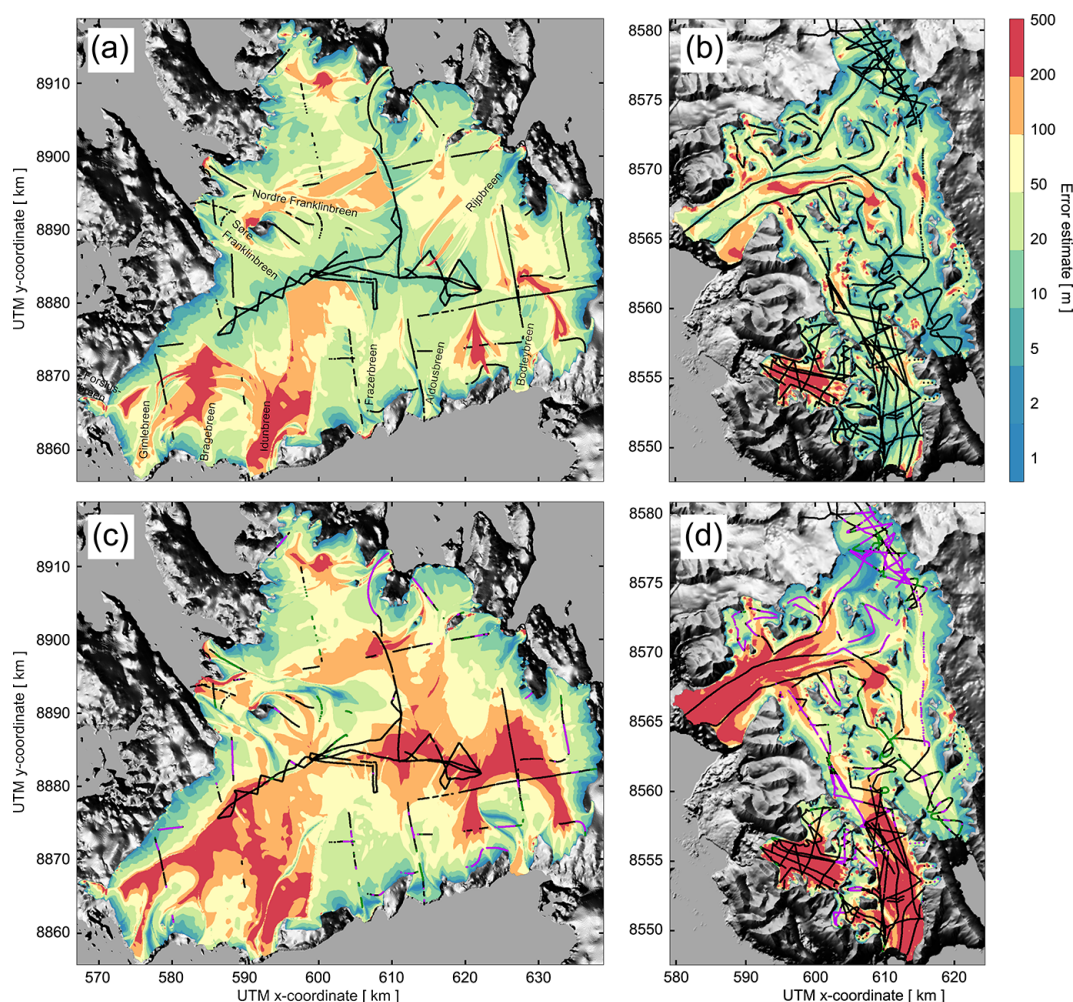 (a)
(b)
8910
8900
8890
8880
8870
8860
UTM y-coordinate [ km ]
Nordre Franklinbreen
Rijpbreen
Søre
Franklinbreen
Gimlebreen
Bragebreen
Idunbreen
Frazerbreen
Aldousbreen
Bodleybreen
8580
8575
8570
8565
8560
8555
8550
500
200
100
50
20
10
5
2
1
Error estimate [ m ]
(c)
(d)
8910
8900
8890
8880
8870
8860
UTM y-coordinate [ km ]
570
580
590
600
610
620
630
UTM x-coordinate [ km ]
8580
8575
8570
8565
8560
8555
8550
580
590
600
610
620
UTM x-coordinate [ km ]